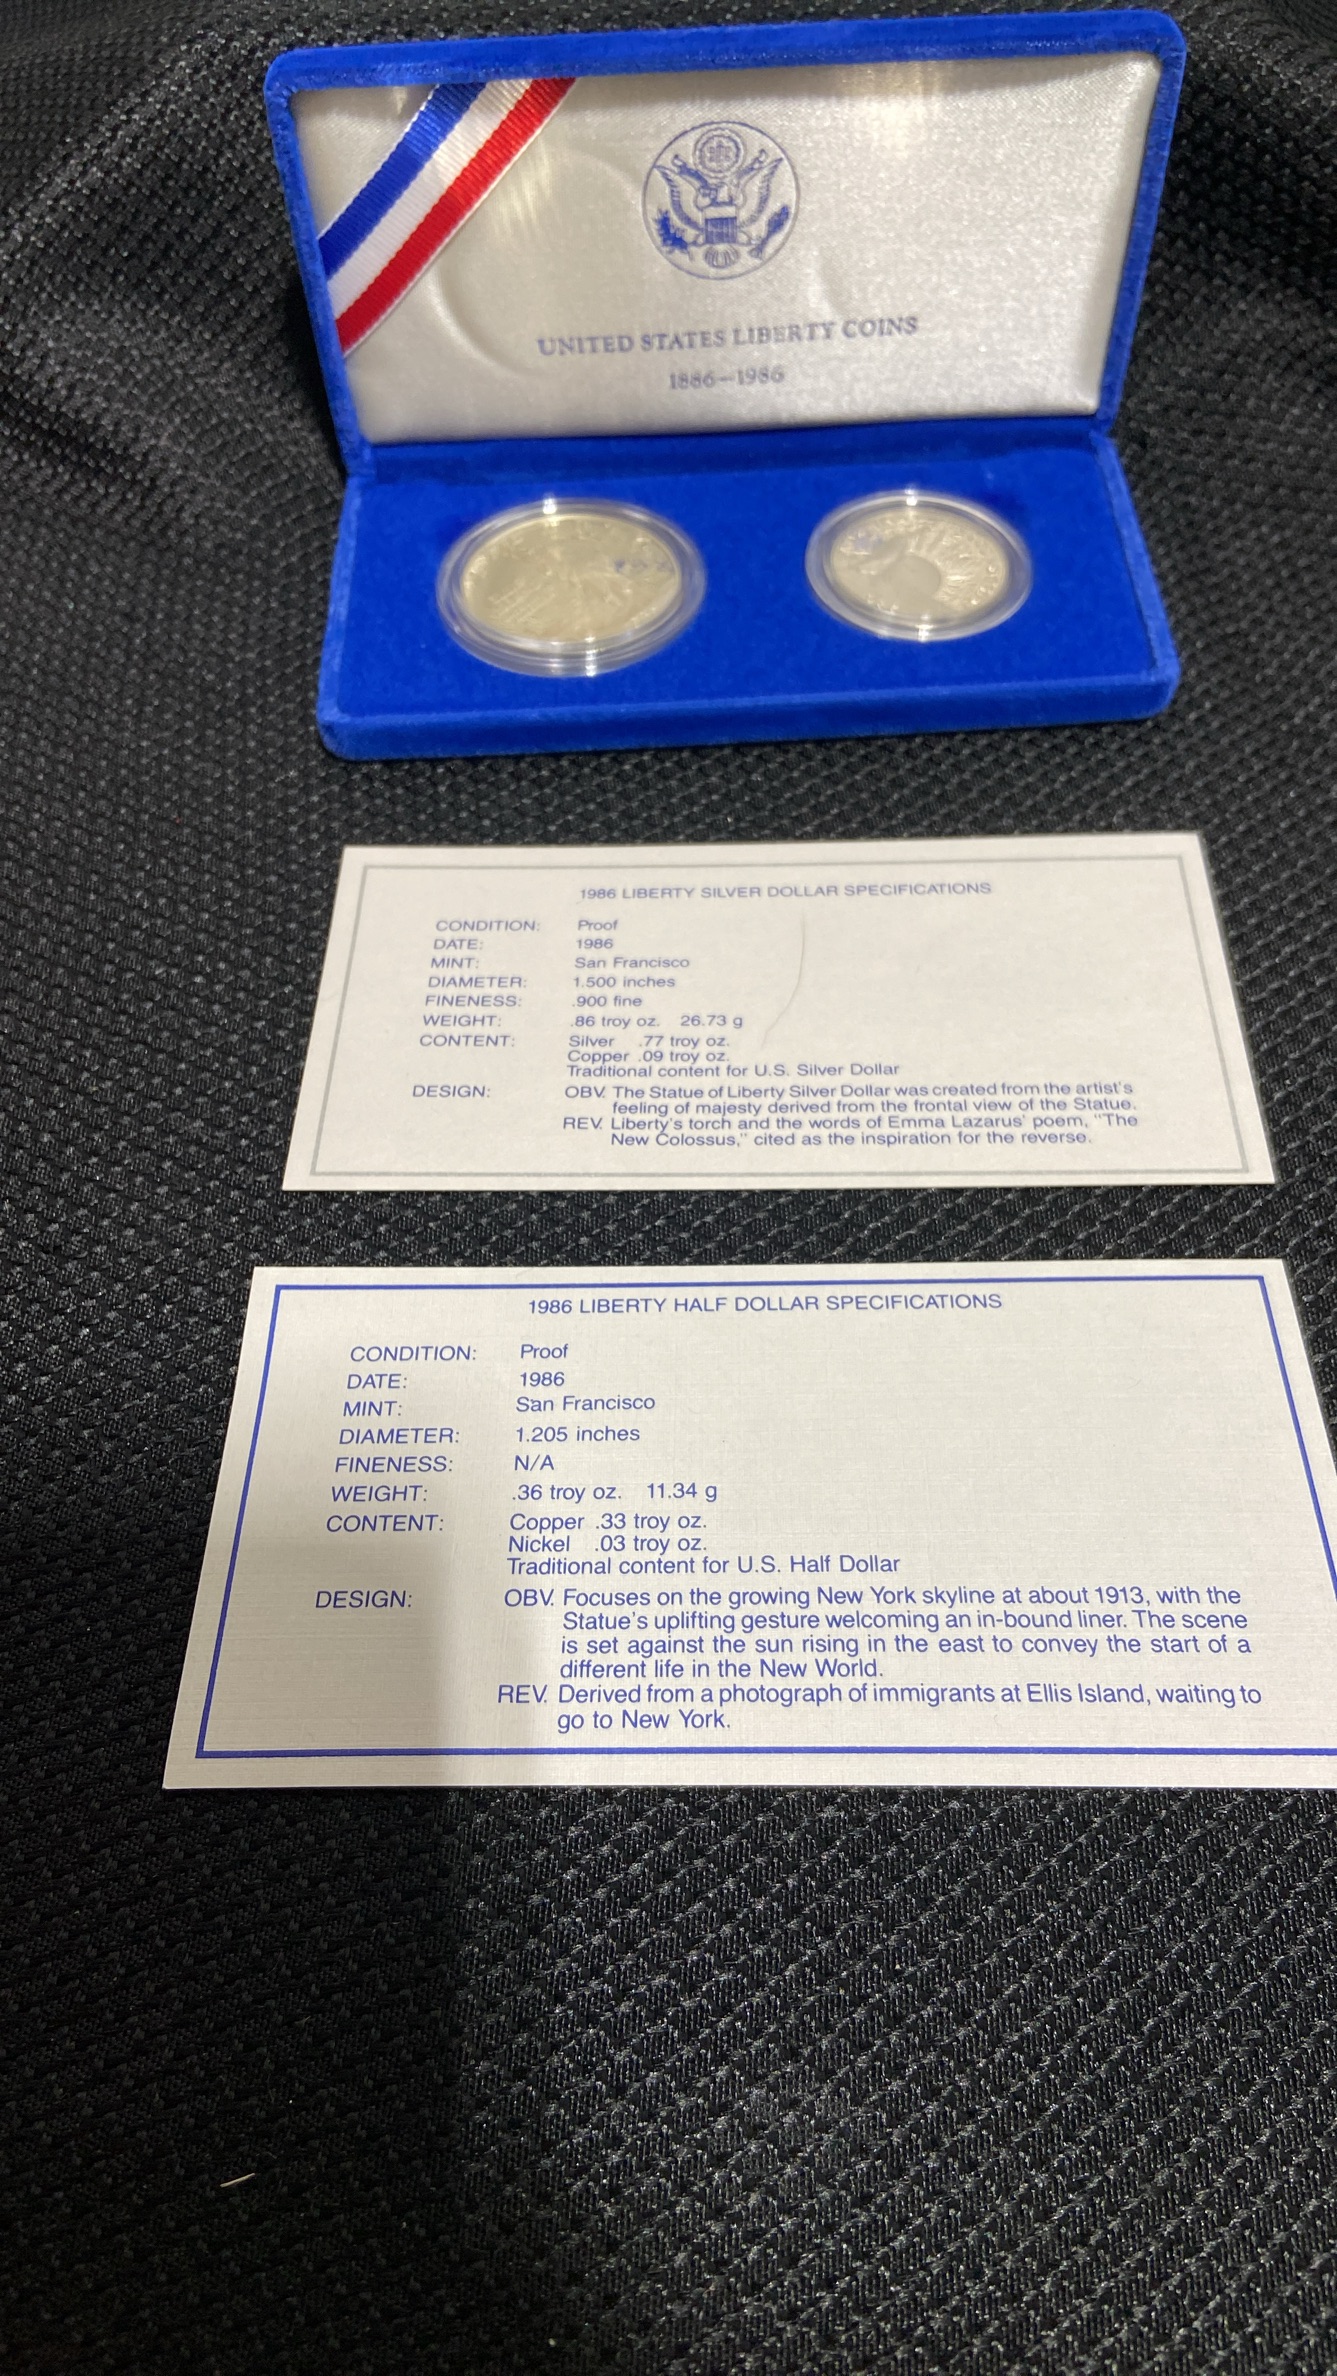 UNITED STATES LIBERTY COINS
1886–1986
1986 LIBERTY SILVER DOLLAR SPECIFICATIONS
CONDITION: Proof
DATE: 1986
MINT: San Francisco
DIAMETER: 1.500 inches
FINENESS: .900 fine
WEIGHT: .86 troy oz. 26.73 g
CONTENT: Silver .77 troy oz.
Copper .09 troy oz.
Traditional content for U.S. Silver Dollar
DESIGN: OBV. The Statue of Liberty Silver Dollar was created from the artist's
feeling of majesty derived from the frontal view of the Statue.
REV. Liberty's torch and the words of Emma Lazarus' poem, "The
New Colossus," cited as the inspiration for the reverse.
1986 LIBERTY HALF DOLLAR SPECIFICATIONS
CONDITION: Proof
DATE: 1986
MINT: San Francisco
DIAMETER: 1.205 inches
FINENESS: N/A
WEIGHT: .36 troy oz. 11.34 g
CONTENT: Copper .33 troy oz.
Nickel .03 troy oz.
Traditional content for U.S. Half Dollar
DESIGN: OBV. Focuses on the growing New York skyline at about 1913, with the
Statue's uplifting gesture welcoming an in-bound liner. The scene
is set against the sun rising in the east to convey the start of a
different life in the New World.
REV. Derived from a photograph of immigrants at Ellis Island, waiting to
go to New York.